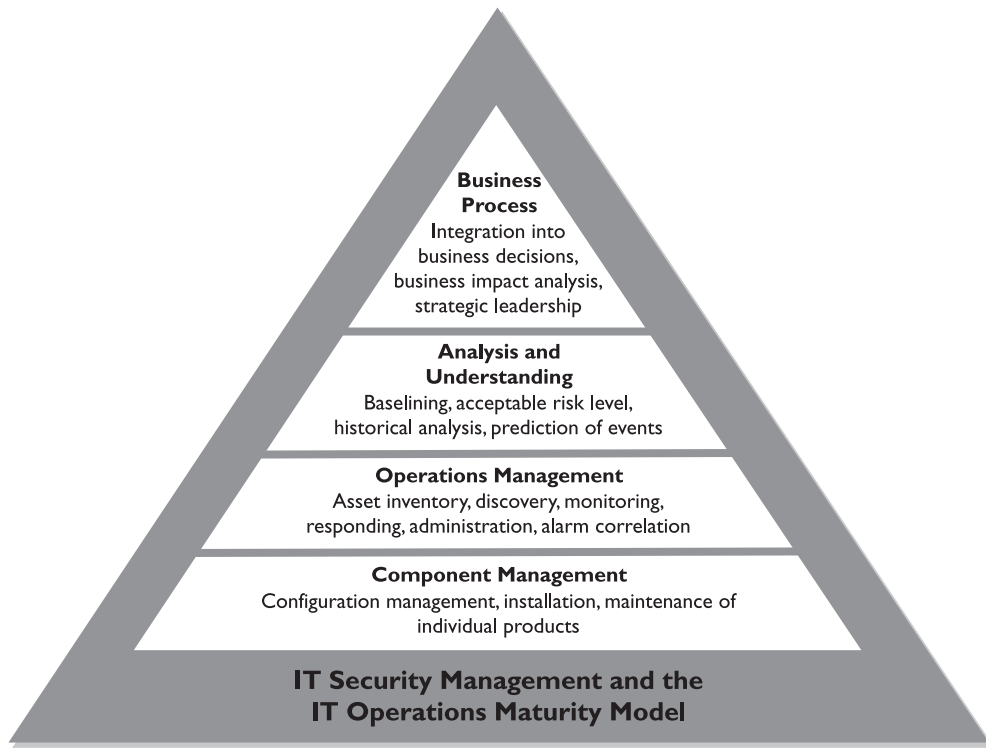 Business
Process
Integration into
business decisions,
business impact analysis,
strategic leadership
Analysis and
Understanding
Baselining, acceptable risk level,
historical analysis, prediction of events
Operations Management
Asset inventory, discovery, monitoring,
responding, administration, alarm correlation
Component Management
Configuration management, installation, maintenance of
individual products
IT Security Management and the
IT Operations Maturity Model